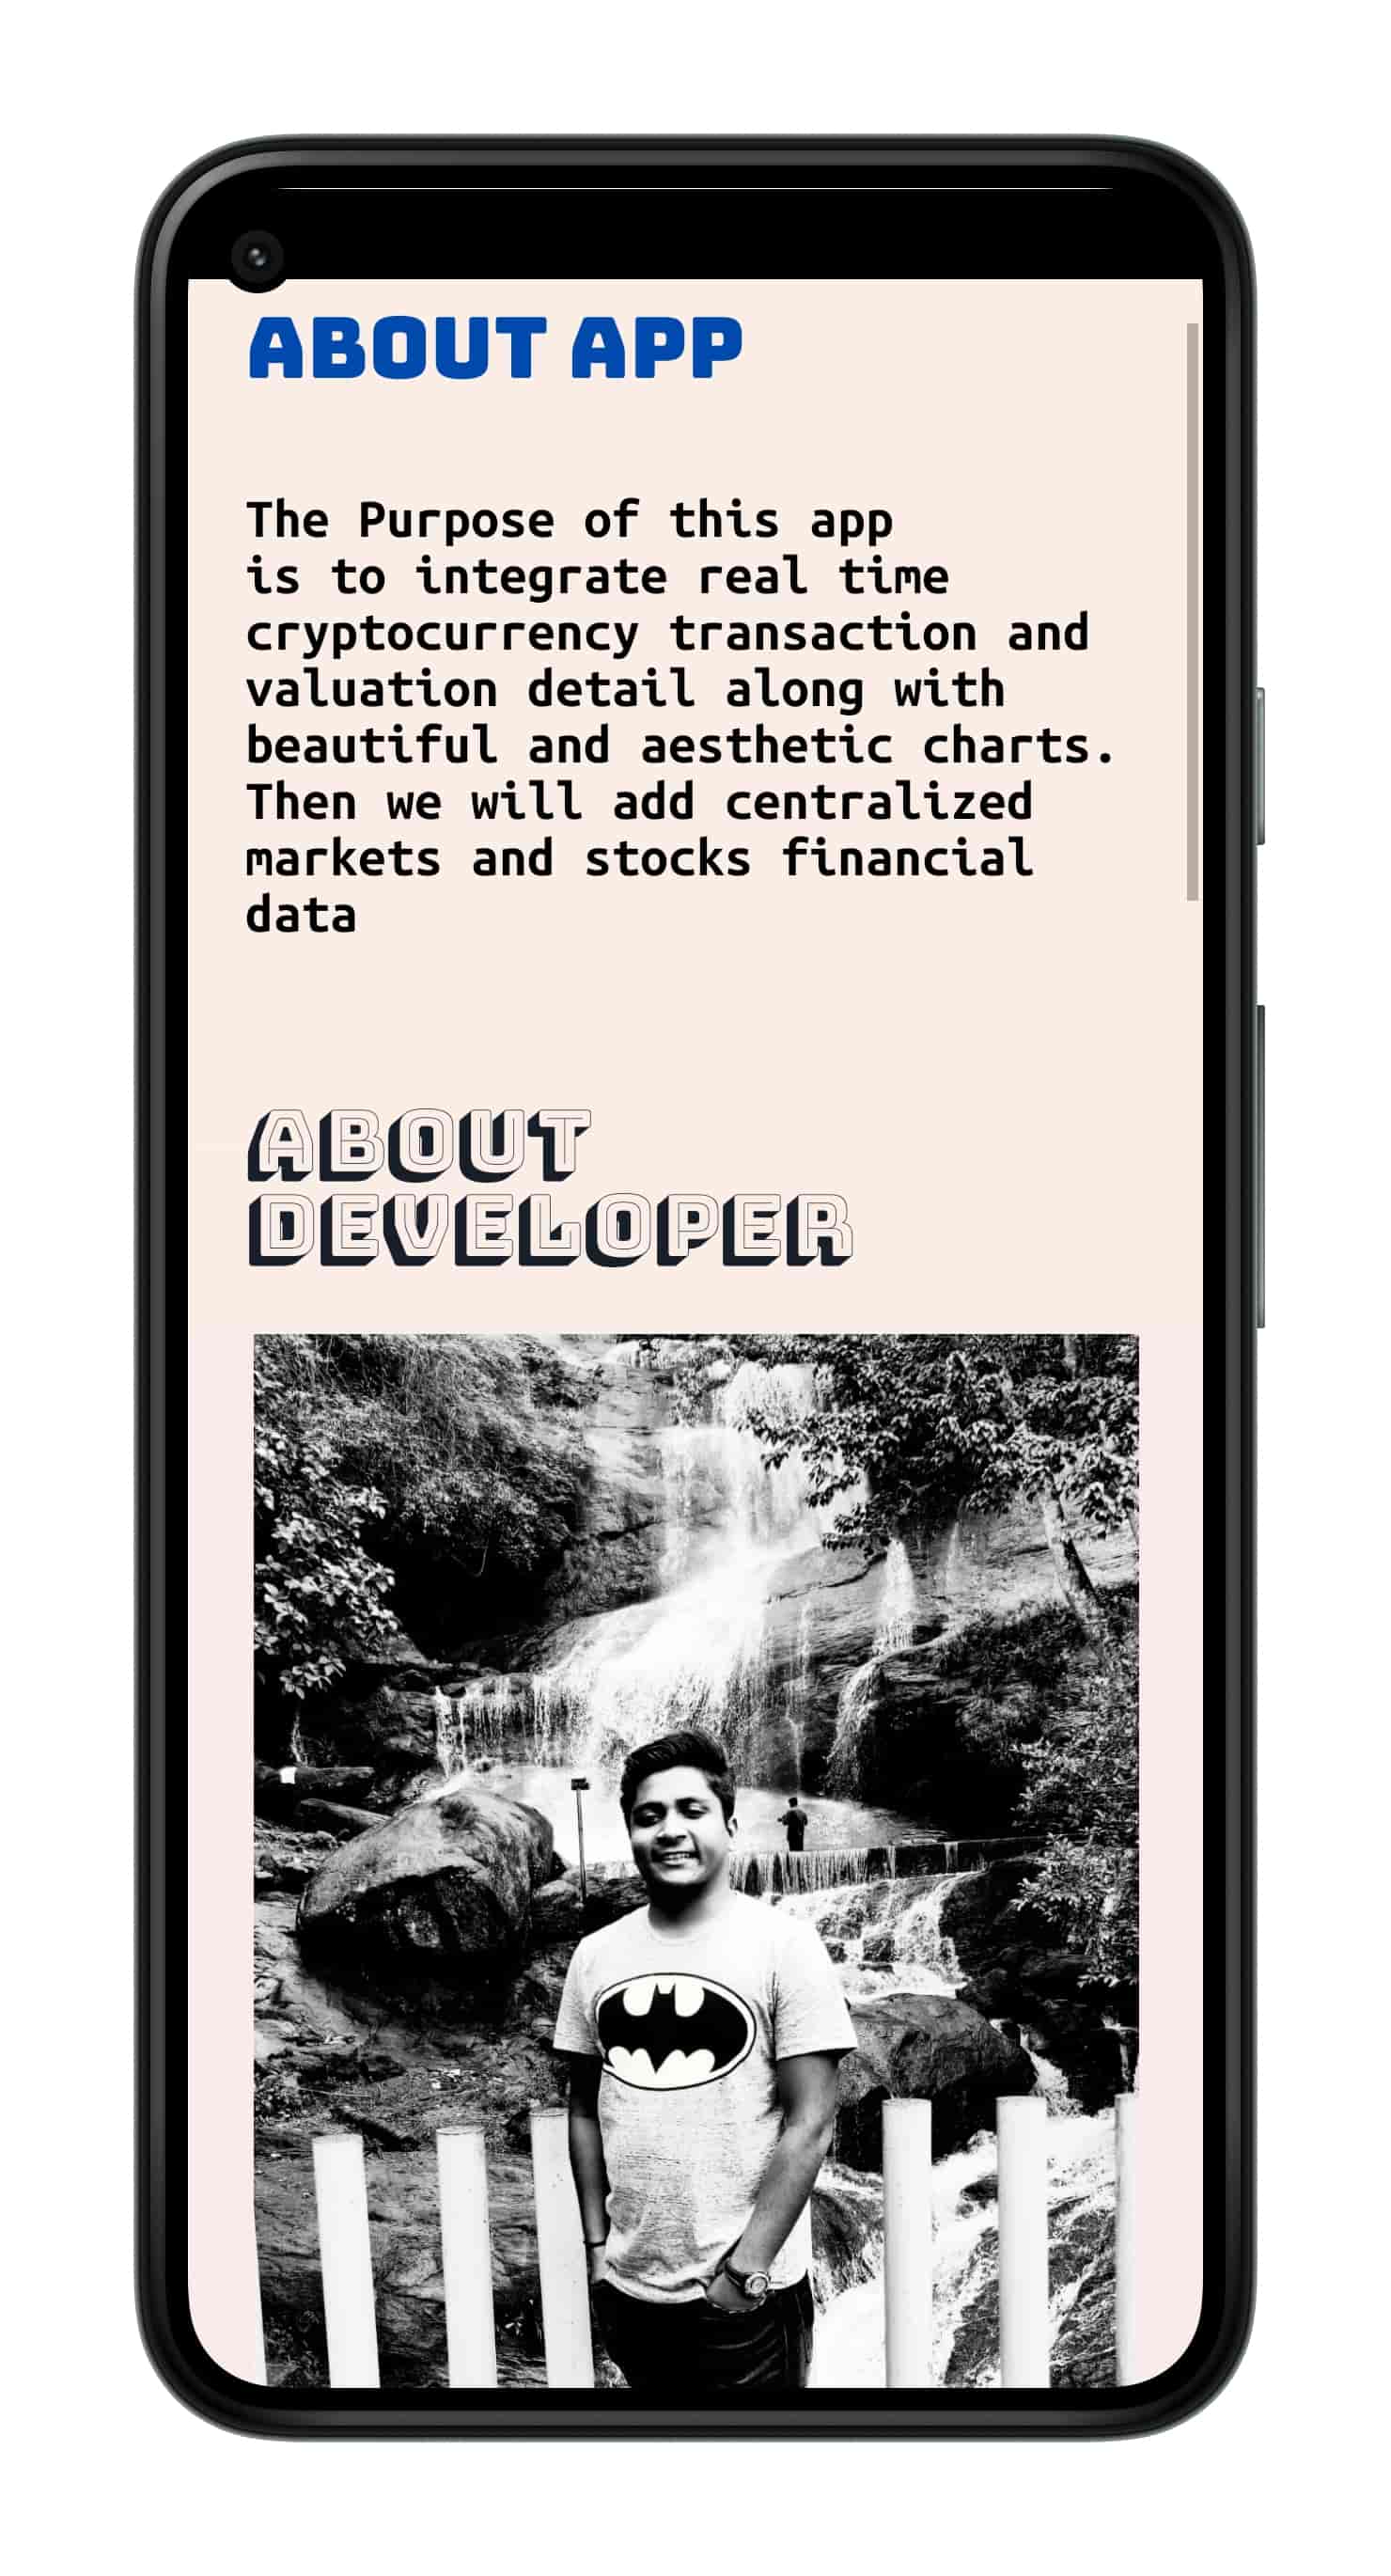 ABOUT APP
The Purpose of this app
is to integrate real time
cryptocurrency transaction and
valuation detail along with
beautiful and aesthetic charts.
Then we will add centralized
markets and stocks financial
data
ABOUT
DEVELOPER